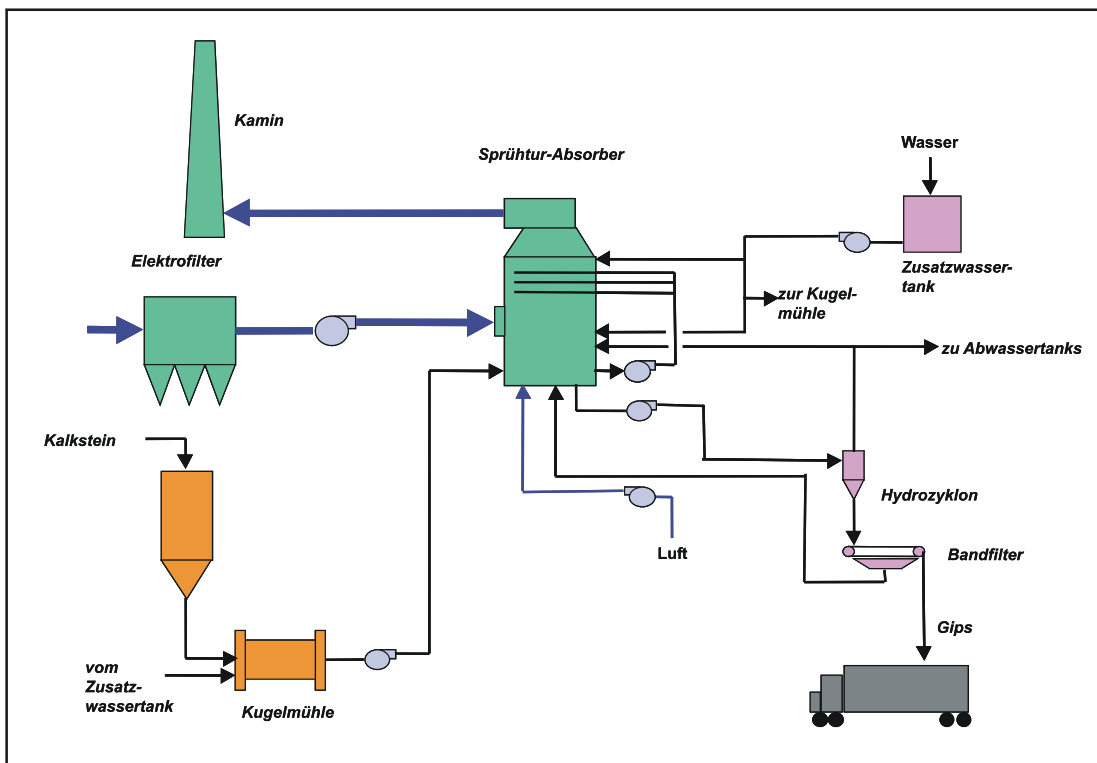 Kamin
Sprühtur-Absorber
Wasser
Elektrofilter
Zusatzwasser-
tank
zur Kugel-
mühle
zu Abwassertanks
Kalkstein
Hydrozyklon
Luft
Bandfilter
Gips
vom
Zusatz-
wassertank
Kugelmühle